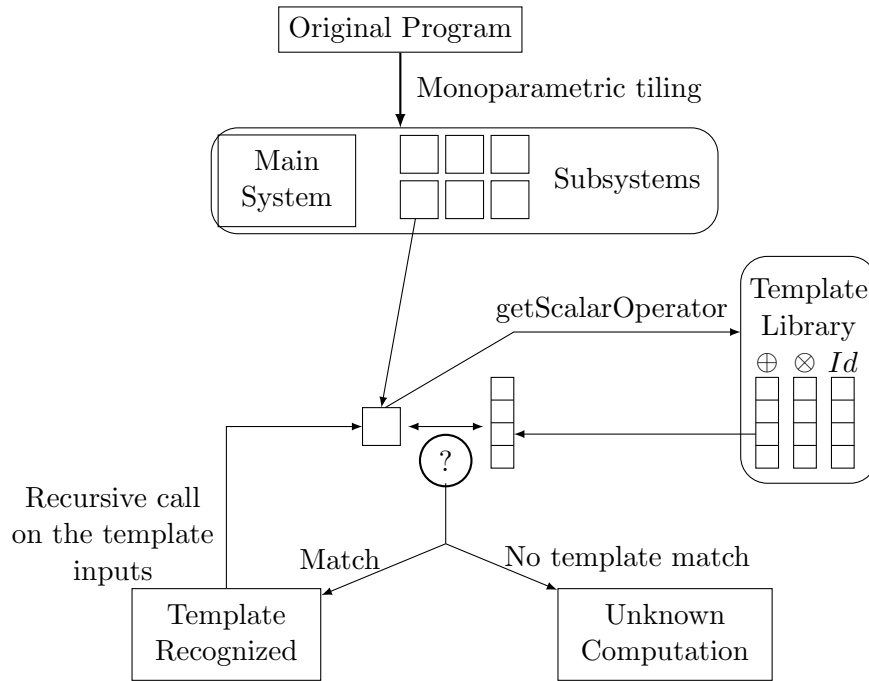 Original Program
Monoparametric tiling
Main
System
Subsystems
getScalarOperator
Template
Library
⊕ ⊗ Id
?
Recursive call
on the template
inputs
Match
No template match
Template
Recognized
Unknown
Computation